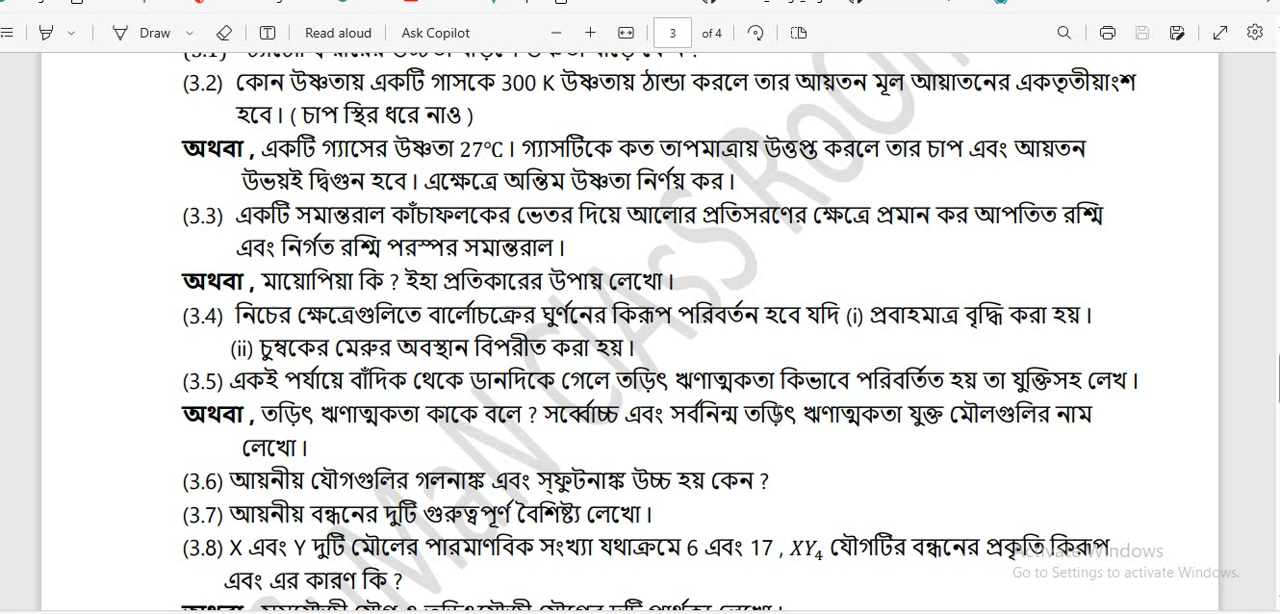 Draw
Read aloud
Ask Copilot
3
of 4
(3.2) কোন উষ্ণতায় একটি গাসকে 300 K উষ্ণতায় ঠান্ডা করলে তার আয়তন মূল আয়াতনের একতৃতীয়াংশ
হবে। ( চাপ স্থির ধরে নাও )
অথবা , একটি গ্যাসের উষ্ণতা 27°C। গ্যাসটিকে কত তাপমাত্রায় উত্তপ্ত করলে তার চাপ এবং আয়তন
উভয়ই দ্বিগুন হবে। এক্ষেত্রে অন্তিম উষ্ণতা নির্ণয় কর।
(3.3) একটি সমান্তরাল কাঁচাফলকের ভেতর দিয়ে আলোর প্রতিসরণের ক্ষেত্রে প্রমান কর আপতিত রশ্মি
এবং নির্গত রশ্মি পরস্পর সমান্তরাল।
অথবা , মায়োপিয়া কি ? ইহা প্রতিকারের উপায় লেখো।
(3.4) নিচের ক্ষেত্রেগুলিতে বার্লোচক্রের ঘুর্ণনের কিরূপ পরিবর্তন হবে যদি (i) প্রবাহমাত্র বৃদ্ধি করা হয়।
(ii) চুম্বকের মেরুর অবস্থান বিপরীত করা হয়।
(3.5) একই পর্যায়ে বাঁদিক থেকে ডানদিকে গেলে তড়িৎ ঋণাত্মকতা কিভাবে পরিবর্তিত হয় তা যুক্তিসহ লেখ।
অথবা , তড়িৎ ঋণাত্মকতা কাকে বলে ? সর্ব্বোচ্চ এবং সর্বনিন্ম তড়িৎ ঋণাত্মকতা যুক্ত মৌলগুলির নাম
লেখো।
(3.6) আয়নীয় যৌগগুলির গলনাঙ্ক এবং স্ফুটনাঙ্ক উচ্চ হয় কেন ?
(3.7) আয়নীয় বন্ধনের দুটি গুরুত্বপূর্ণ বৈশিষ্ট্য লেখো।
(3.8) X এবং Y দুটি মৌলের পারমাণবিক সংখ্যা যথাক্রমে 6 এবং 17 , XY₄ যৌগটির বন্ধনের প্রকৃতি কিরূপ
এবং এর কারণ কি ?
Activate Windows
Go to Settings to activate Windows.